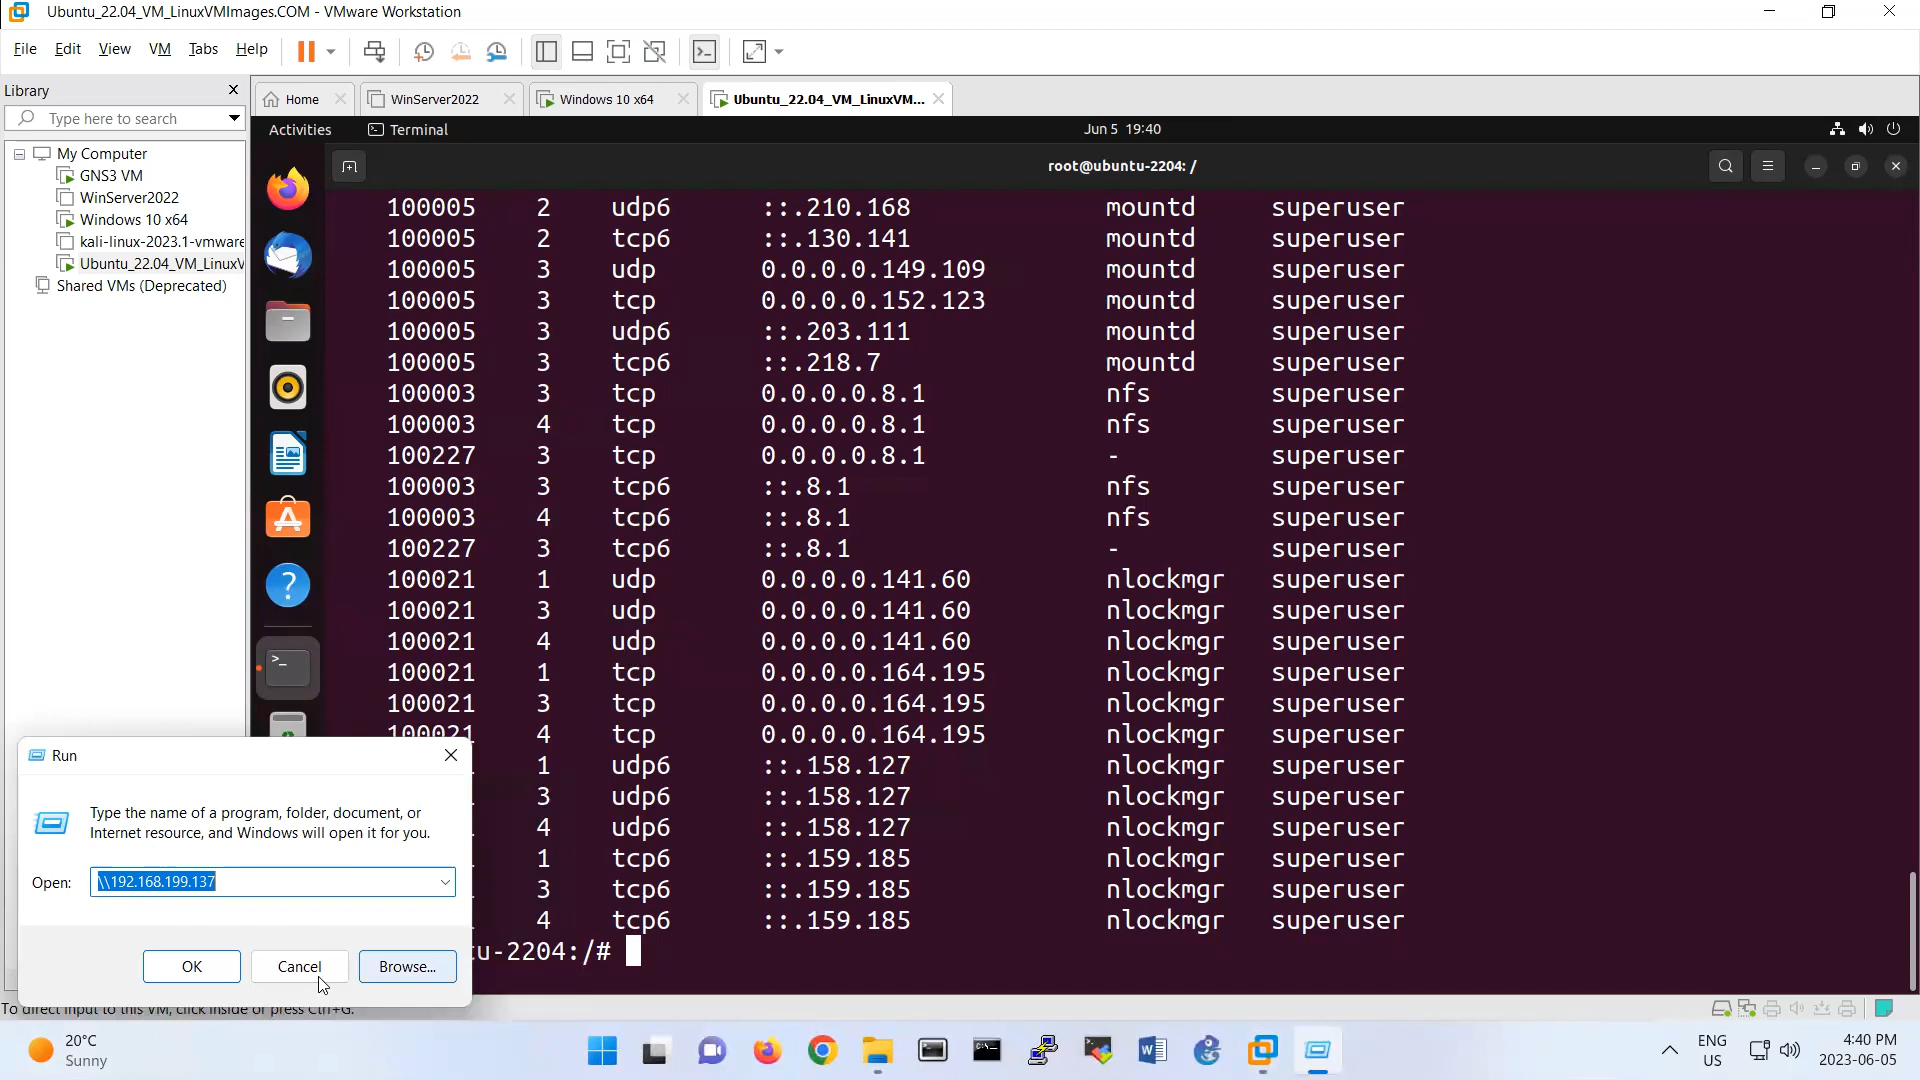 Ubuntu_22.04_VM_LinuxVMImages.COM - VMware Workstation
File Edit View VM Tabs Help
Library
Type here to search
My Computer
GNS3 VM
WinServer2022
Windows 10 x64
kali-linux-2023.1-vmware
Ubuntu_22.04_VM_LinuxV
Shared VMs (Deprecated)
Home WinServer2022 Windows 10 x64 Ubuntu_22.04_VM_LinuxVM...
Activities Terminal Jun 5 19:40
root@ubuntu-2204: /
100005 2 udp6 ::.210.168 mountd superuser
100005 2 tcp6 ::.130.141 mountd superuser
100005 3 udp 0.0.0.0.149.109 mountd superuser
100005 3 tcp 0.0.0.0.152.123 mountd superuser
100005 3 udp6 ::.203.111 mountd superuser
100005 3 tcp6 ::.218.7 mountd superuser
100003 3 tcp 0.0.0.0.8.1 nfs superuser
100003 4 tcp 0.0.0.0.8.1 nfs superuser
100227 3 tcp 0.0.0.0.8.1 - superuser
100003 3 tcp6 ::.8.1 nfs superuser
100003 4 tcp6 ::.8.1 nfs superuser
100227 3 tcp6 ::.8.1 - superuser
100021 1 udp 0.0.0.0.141.60 nlockmgr superuser
100021 3 udp 0.0.0.0.141.60 nlockmgr superuser
100021 4 udp 0.0.0.0.141.60 nlockmgr superuser
100021 1 tcp 0.0.0.0.164.195 nlockmgr superuser
100021 3 tcp 0.0.0.0.164.195 nlockmgr superuser
100021 4 tcp 0.0.0.0.164.195 nlockmgr superuser
1 udp6 ::.158.127 nlockmgr superuser
3 udp6 ::.158.127 nlockmgr superuser
4 udp6 ::.158.127 nlockmgr superuser
1 tcp6 ::.159.185 nlockmgr superuser
3 tcp6 ::.159.185 nlockmgr superuser
4 tcp6 ::.159.185 nlockmgr superuser
tu-2204:/#
Run
Type the name of a program, folder, document, or
Internet resource, and Windows will open it for you.
Open: \\192.168.199.137
OK Cancel Browse...
To direct input to this VM, click inside or press Ctrl+G.
20°C
Sunny
ENG
US
4:40 PM
2023-06-05